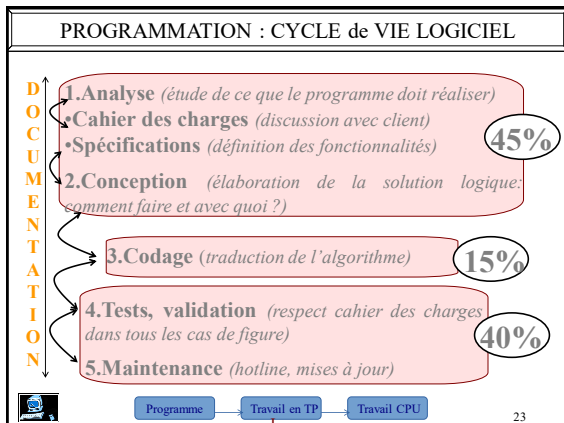 PROGRAMMATION : CYCLE de VIE LOGICIEL
DOCUMENTATION
1.Analyse (étude de ce que le programme doit réaliser)
•Cahier des charges (discussion avec client)
•Spécifications (définition des fonctionnalités)
45%
2.Conception (élaboration de la solution logique:
comment faire et avec quoi ?)
3.Codage (traduction de l'algorithme)
15%
4.Tests, validation (respect cahier des charges
dans tous les cas de figure)
40%
5.Maintenance (hotline, mises à jour)
Programme
Travail en TP
Travail CPU
23